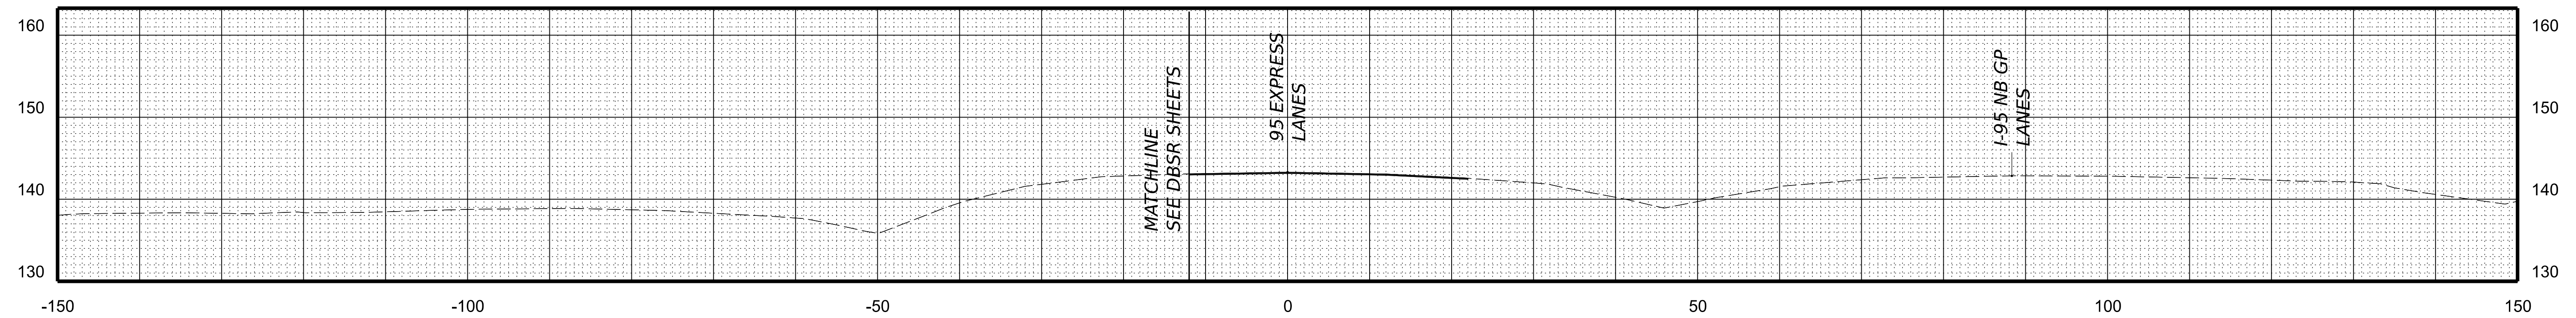 160
150
140
130
MATCHLINE
SEE DBSR SHEETS
95 EXPRESS
LANES
I-95 NB GP
LANES
160
150
140
130
-150 -100 -50 0 50 100 150